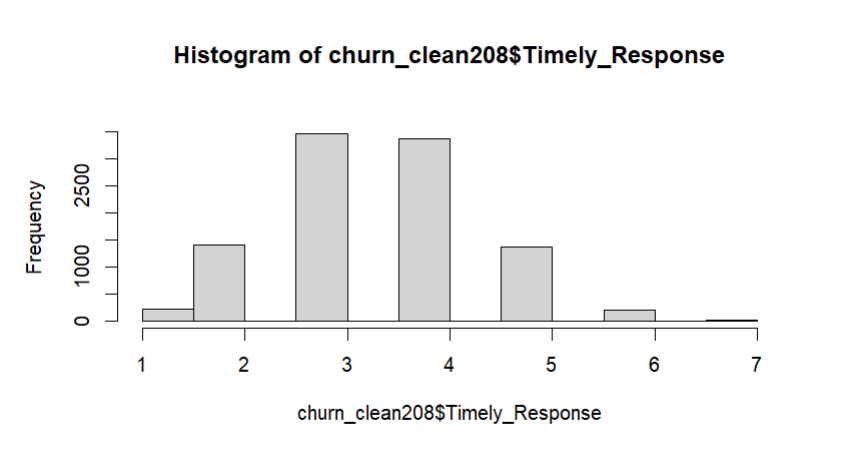 Histogram of churn_clean208$Timely_Response
Frequency
2500
1000
0
1 2 3 4 5 6 7
churn_clean208$Timely_Response